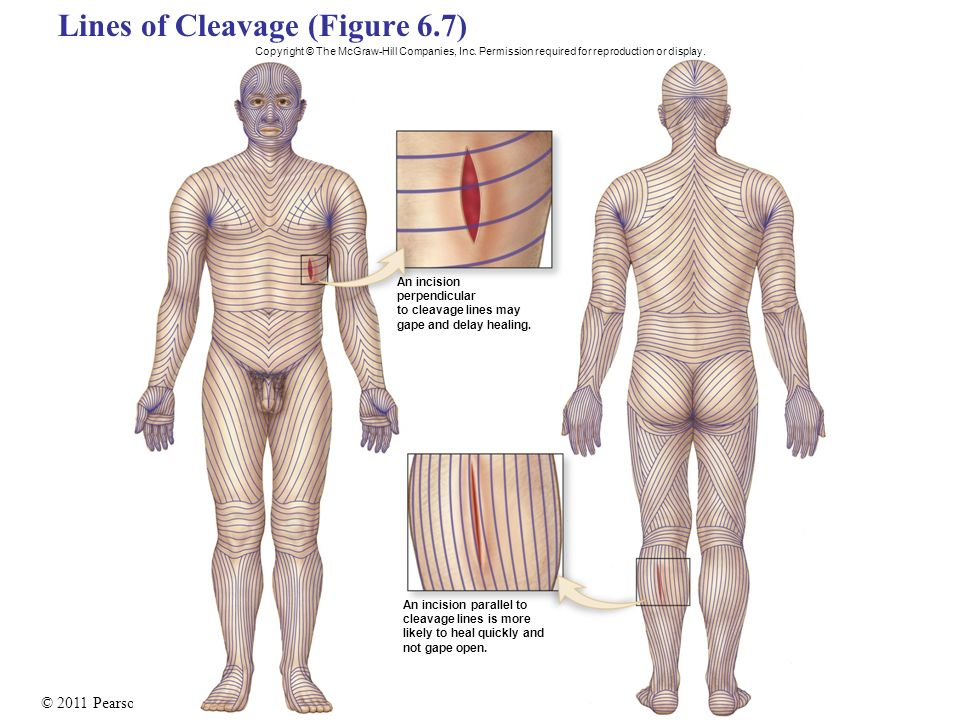 Lines of Cleavage (Figure 6.7)
Copyright © The McGraw-Hill Companies, Inc. Permission required for reproduction or display.
An incision
perpendicular
to cleavage lines may
gape and delay healing.
An incision parallel to
cleavage lines is more
likely to heal quickly and
not gape open.
© 2011 Pearsc